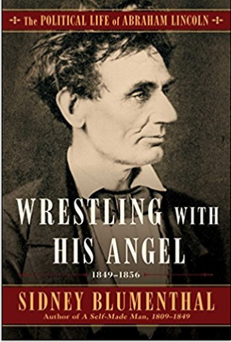 The POLITICAL LIFE of ABRAHAM LINCOLN
WRESTLING WITH
HIS ANGEL
1849–1856
SIDNEY BLUMENTHAL
Author of A Self-Made Man, 1809–1849